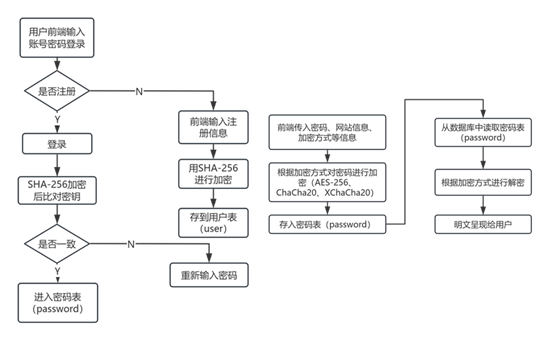 用户前端输入
账号密码登录
是否注册
N
Y
登录
SHA-256加密
后比对密钥
是否一致
N
Y
进入密码表
（password）
前端输入注
册信息
用SHA-256
进行加密
存到用户表
（user）
重新输入密码
前端传入密码、网站信息、
加密方式等信息
根据加密方式对密码进行加
密（AES-256、
ChaCha20、XChaCha20）
存入密码表（password）
从数据库中读取密码表
（password）
根据加密方式进行解密
明文呈现给用户